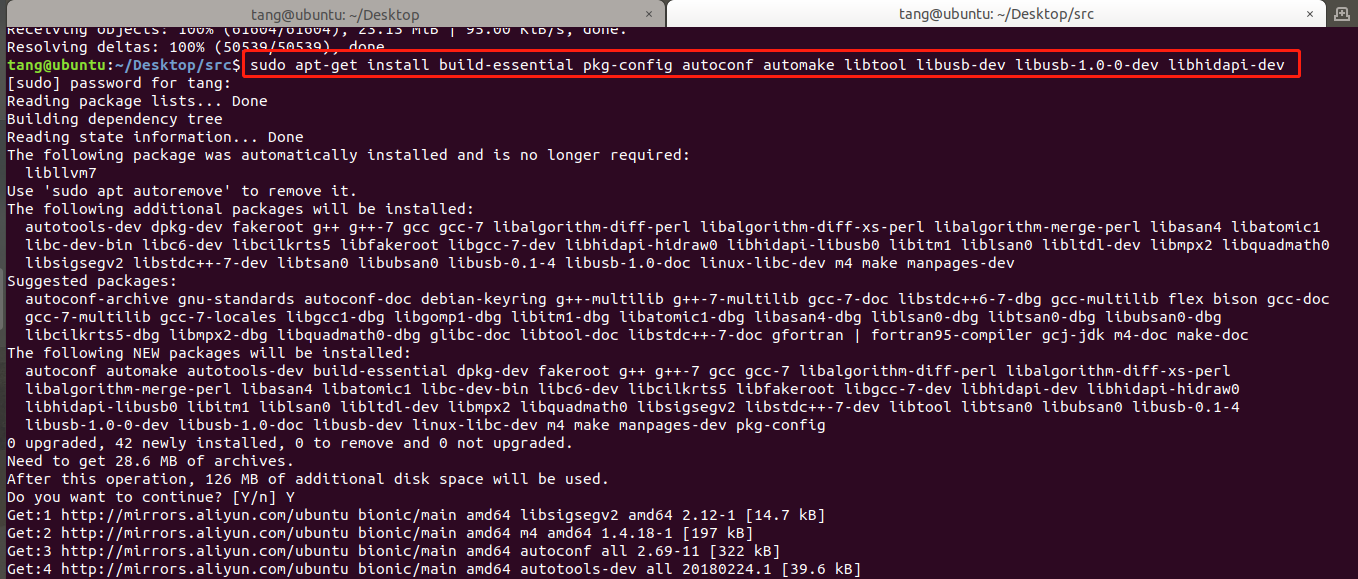 tang@ubuntu: ~/Desktop × tang@ubuntu: ~/Desktop/src ×
Receiving objects: 100% (61604/61604), 23.13 MiB | 95.00 KiB/s, done.
Resolving deltas: 100% (50539/50539), done.
tang@ubuntu:~/Desktop/src$ sudo apt-get install build-essential pkg-config autoconf automake libtool libusb-dev libusb-1.0-0-dev libhidapi-dev
[sudo] password for tang:
Reading package lists... Done
Building dependency tree
Reading state information... Done
The following package was automatically installed and is no longer required:
libllvm7
Use 'sudo apt autoremove' to remove it.
The following additional packages will be installed:
autotools-dev dpkg-dev fakeroot g++ g++-7 gcc gcc-7 libalgorithm-diff-perl libalgorithm-diff-xs-perl libalgorithm-merge-perl libasan4 libatomic1
libc-dev-bin libc6-dev libcilkrts5 libfakeroot libgcc-7-dev libhidapi-hidraw0 libhidapi-libusb0 libitm1 liblsan0 libltdl-dev libmpx2 libquadmath0
libsigsegv2 libstdc++-7-dev libtsan0 libubsan0 libusb-0.1-4 libusb-1.0-doc linux-libc-dev m4 make manpages-dev
Suggested packages:
autoconf-archive gnu-standards autoconf-doc debian-keyring g++-multilib g++-7-multilib gcc-7-doc libstdc++6-7-dbg gcc-multilib flex bison gcc-doc
gcc-7-multilib gcc-7-locales libgcc1-dbg libgomp1-dbg libitm1-dbg libatomic1-dbg libasan4-dbg liblsan0-dbg libtsan0-dbg libubsan0-dbg
libcilkrts5-dbg libmpx2-dbg libquadmath0-dbg glibc-doc libtool-doc libstdc++-7-doc gfortran | fortran95-compiler gcj-jdk m4-doc make-doc
The following NEW packages will be installed:
autoconf automake autotools-dev build-essential dpkg-dev fakeroot g++ g++-7 gcc gcc-7 libalgorithm-diff-perl libalgorithm-diff-xs-perl
libalgorithm-merge-perl libasan4 libatomic1 libc-dev-bin libc6-dev libcilkrts5 libfakeroot libgcc-7-dev libhidapi-dev libhidapi-hidraw0
libhidapi-libusb0 libitm1 liblsan0 libltdl-dev libmpx2 libquadmath0 libsigsegv2 libstdc++-7-dev libtool libtsan0 libubsan0 libusb-0.1-4
libusb-1.0-0-dev libusb-1.0-doc libusb-dev linux-libc-dev m4 make manpages-dev pkg-config
0 upgraded, 42 newly installed, 0 to remove and 0 not upgraded.
Need to get 28.6 MB of archives.
After this operation, 126 MB of additional disk space will be used.
Do you want to continue? [Y/n] Y
Get:1 http://mirrors.aliyun.com/ubuntu bionic/main amd64 libsigsegv2 amd64 2.12-1 [14.7 kB]
Get:2 http://mirrors.aliyun.com/ubuntu bionic/main amd64 m4 amd64 1.4.18-1 [197 kB]
Get:3 http://mirrors.aliyun.com/ubuntu bionic/main amd64 autoconf all 2.69-11 [322 kB]
Get:4 http://mirrors.aliyun.com/ubuntu bionic/main amd64 autotools-dev all 20180224.1 [39.6 kB]